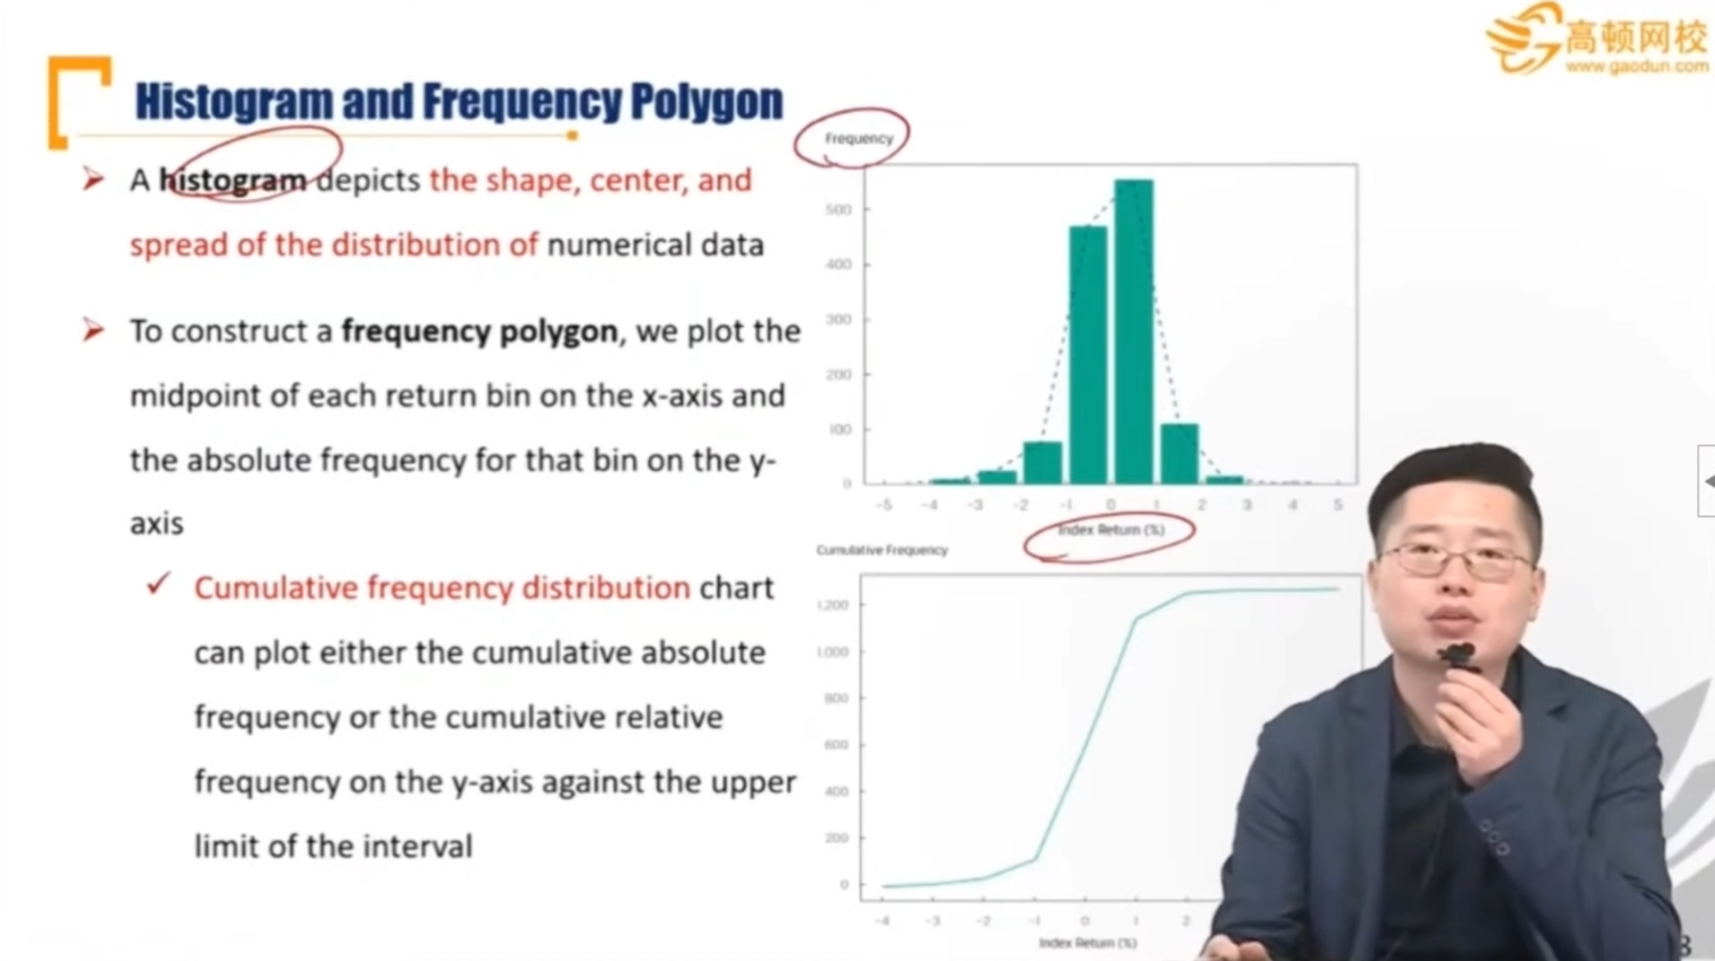 高顿网校
www.gaodun.com
Histogram and Frequency Polygon
A histogram depicts the shape, center, and
spread of the distribution of numerical data
To construct a frequency polygon, we plot the
midpoint of each return bin on the x-axis and
the absolute frequency for that bin on the y-
axis
Cumulative frequency distribution chart
can plot either the cumulative absolute
frequency or the cumulative relative
frequency on the y-axis against the upper
limit of the interval
Frequency
500
400
300
200
100
0
-5 -4 -3 -2 -1 0 1 2 3 4 5
Index Return (%)
Cumulative Frequency
1,200
1,000
800
600
400
200
0
-4 -3 -2 -1 0 1 2
Index Return (%)
8